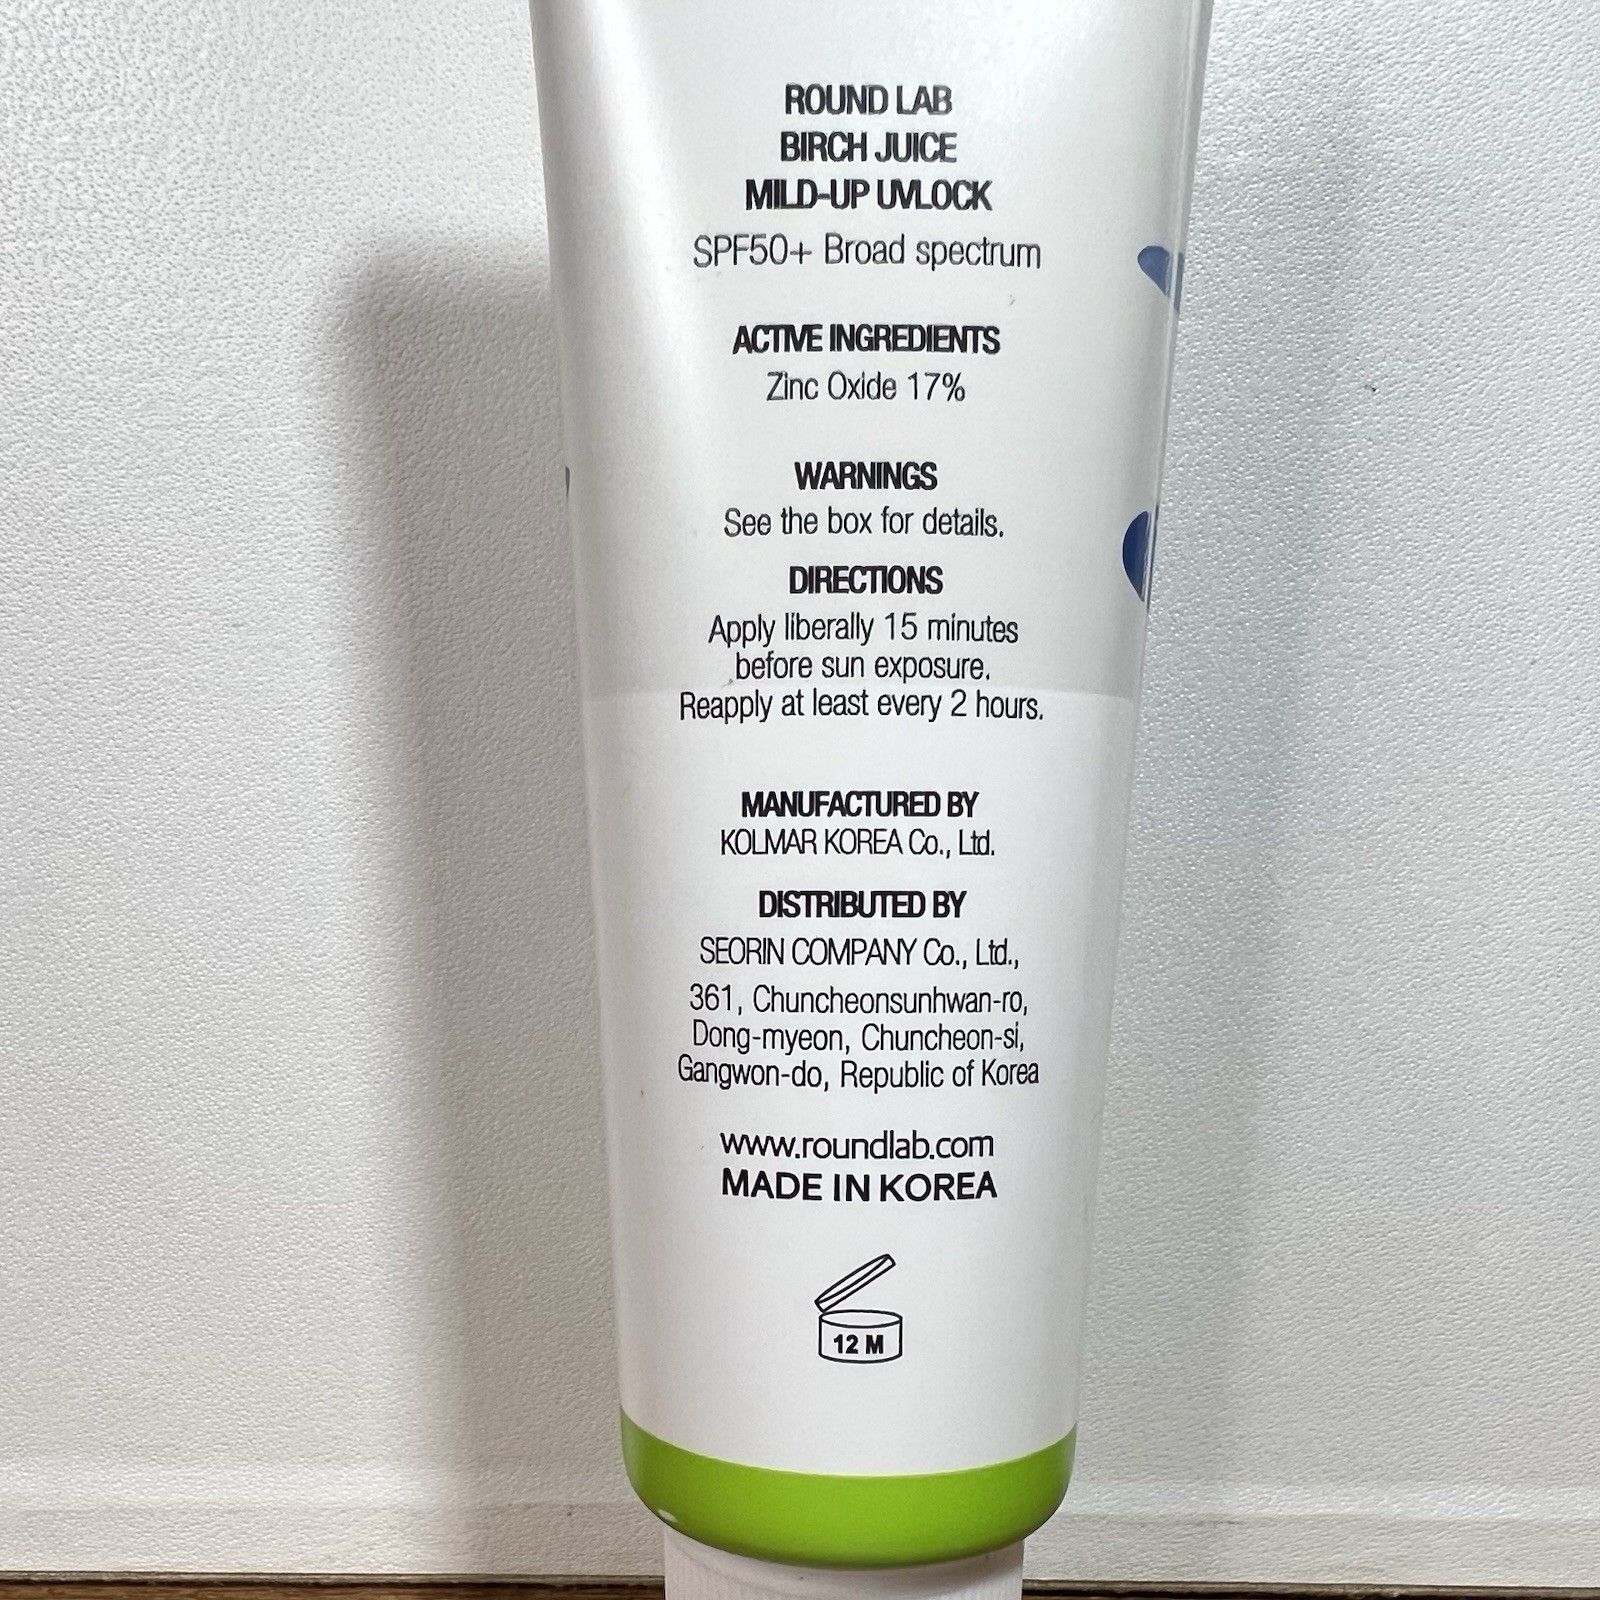 ROUND LAB
BIRCH JUICE
MILD-UP UVLOCK
SPF50+ Broad spectrum
ACTIVE INGREDIENTS
Zinc Oxide 17%
WARNINGS
See the box for details.
DIRECTIONS
Apply liberally 15 minutes
before sun exposure.
Reapply at least every 2 hours.
MANUFACTURED BY
KOLMAR KOREA Co., Ltd.
DISTRIBUTED BY
SEORIN COMPANY Co., Ltd.,
361, Chuncheonsunhwan-ro,
Dong-myeon, Chuncheon-si,
Gangwon-do, Republic of Korea
www.roundlab.com
MADE IN KOREA
12 M